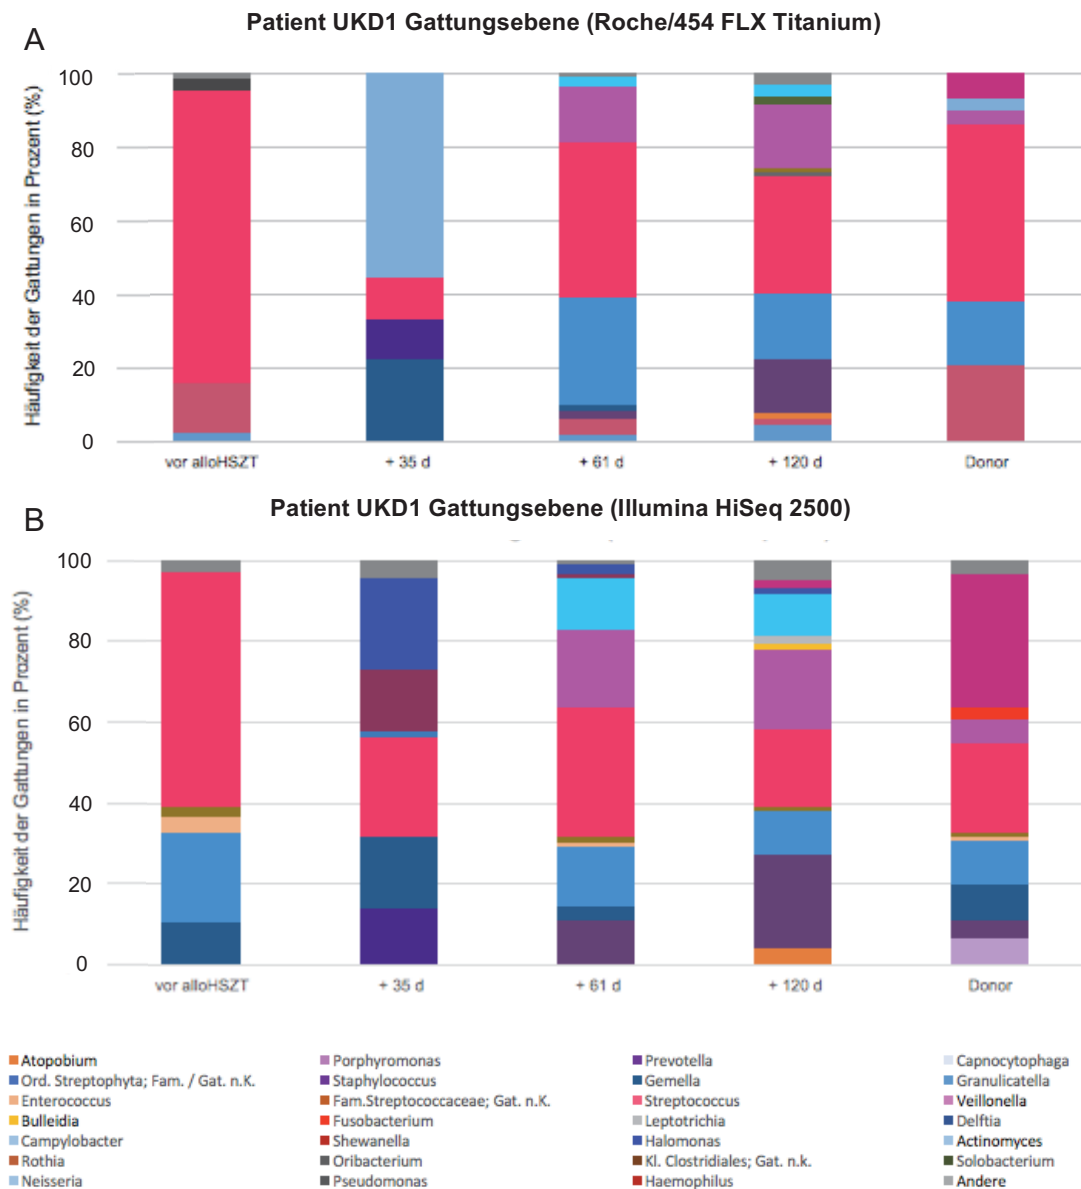 Patient UKD1 Gattungsebene (Roche/454 FLX Titanium)
A
Häufigkeit der Gattungen in Prozent (%)
100
80
60
40
20
0
vor alloHSZT + 35 d + 61 d + 120 d Donor
Patient UKD1 Gattungsebene (Illumina HiSeq 2500)
B
Häufigkeit der Gattungen in Prozent (%)
100
80
60
40
20
0
vor alloHSZT + 35 d + 61 d + 120 d Donor
Atopobium Porphyromonas Prevotella Capnocytophaga
Ord. Streptophyta; Fam. / Gat. n.K. Staphylococcus Gemella Granulicatella
Enterococcus Fam.Streptococcaceae; Gat. n.K. Streptococcus Veillonella
Bulleidia Fusobacterium Leptotrichia Delftia
Campylobacter Shewanella Halomonas Actinomyces
Rothia Oribacterium Kl. Clostridiales; Gat. n.k. Solobacterium
Neisseria Pseudomonas Haemophilus Andere